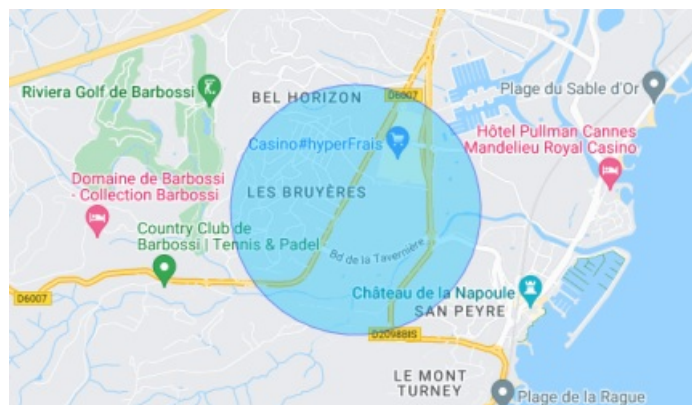 Plage du Sable d'Or
Riviera Golf de Barbossi
BEL HORIZON
D6007
Casino#hyperFrais
Hôtel Pullman Cannes
Mandelieu Royal Casino
Domaine de Barbossi
- Collection Barbossi
LES BRUYÈRES
Country Club de
Barbossi | Tennis & Padel
Bd de la Tavernière
D6007
Château de la Napoule
SAN PEYRE
D2098BIS
LE MONT
TURNEY
Plage de la Rague